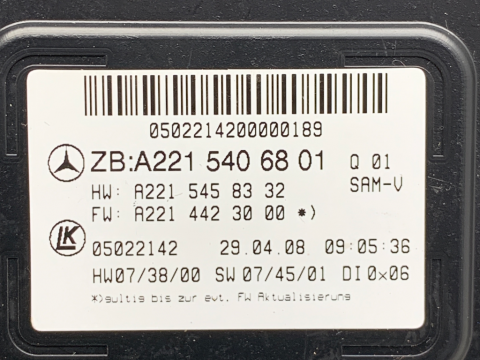 0502214200000189
ZB:A221 540 68 01 Q 01
HW: A221 545 83 32 SAM-V
FW: A221 442 30 00 *)
LK
05022142 29.04.08 09:05:36
HW07/38/00 SW 07/45/01 DI0x06
*)gultig bis zur evt. FW Aktualisierung